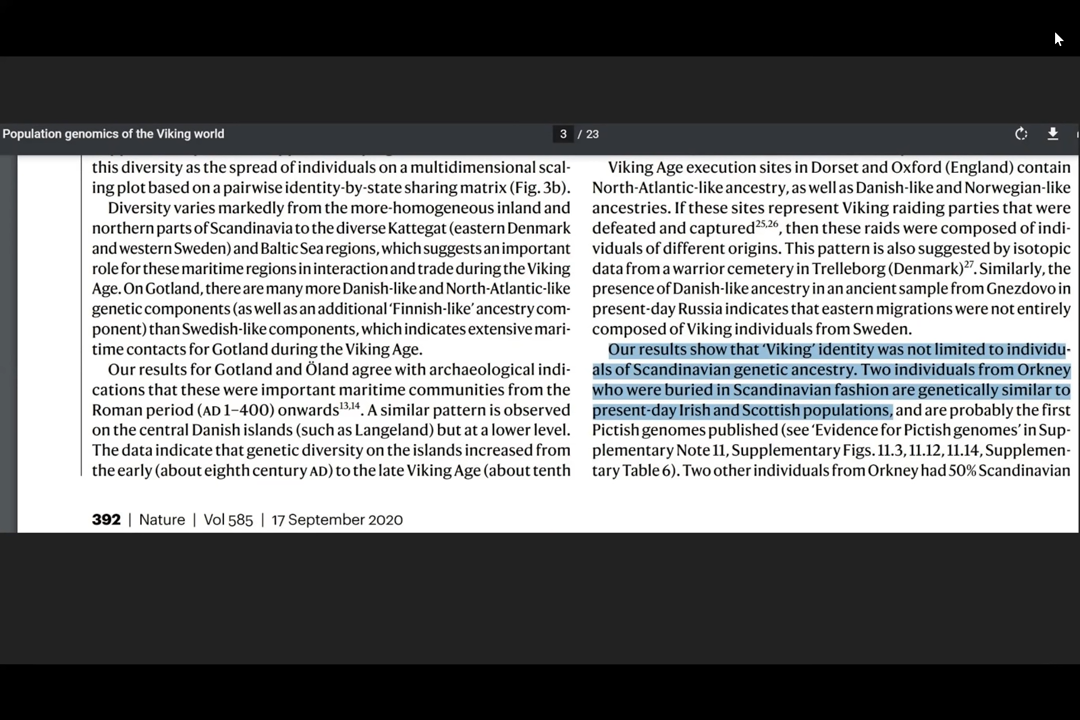 Population genomics of the Viking world
3 / 23
this diversity as the spread of individuals on a multidimensional scal-
ing plot based on a pairwise identity-by-state sharing matrix (Fig. 3b).
Diversity varies markedly from the more-homogeneous inland and
northern parts of Scandinavia to the diverse Kattegat (eastern Denmark
and western Sweden) and Baltic Sea regions, which suggests an important
role for these maritime regions in interaction and trade during the Viking
Age. On Gotland, there are many more Danish-like and North-Atlantic-like
genetic components (as well as an additional ‘Finnish-like’ ancestry com-
ponent) than Swedish-like components, which indicates extensive mari-
time contacts for Gotland during the Viking Age.
Our results for Gotland and Öland agree with archaeological indi-
cations that these were important maritime communities from the
Roman period (AD 1–400) onwards13,14. A similar pattern is observed
on the central Danish islands (such as Langeland) but at a lower level.
The data indicate that genetic diversity on the islands increased from
the early (about eighth century AD) to the late Viking Age (about tenth
Viking Age execution sites in Dorset and Oxford (England) contain
North-Atlantic-like ancestry, as well as Danish-like and Norwegian-like
ancestries. If these sites represent Viking raiding parties that were
defeated and captured25,26, then these raids were composed of indi-
viduals of different origins. This pattern is also suggested by isotopic
data from a warrior cemetery in Trelleborg (Denmark)27. Similarly, the
presence of Danish-like ancestry in an ancient sample from Gnezdovo in
present-day Russia indicates that eastern migrations were not entirely
composed of Viking individuals from Sweden.
Our results show that ‘Viking’ identity was not limited to individu-
als of Scandinavian genetic ancestry. Two individuals from Orkney
who were buried in Scandinavian fashion are genetically similar to
present-day Irish and Scottish populations, and are probably the first
Pictish genomes published (see ‘Evidence for Pictish genomes’ in Sup-
plementary Note 11, Supplementary Figs. 11.3, 11.12, 11.14, Supplemen-
tary Table 6). Two other individuals from Orkney had 50% Scandinavian
392 | Nature | Vol 585 | 17 September 2020